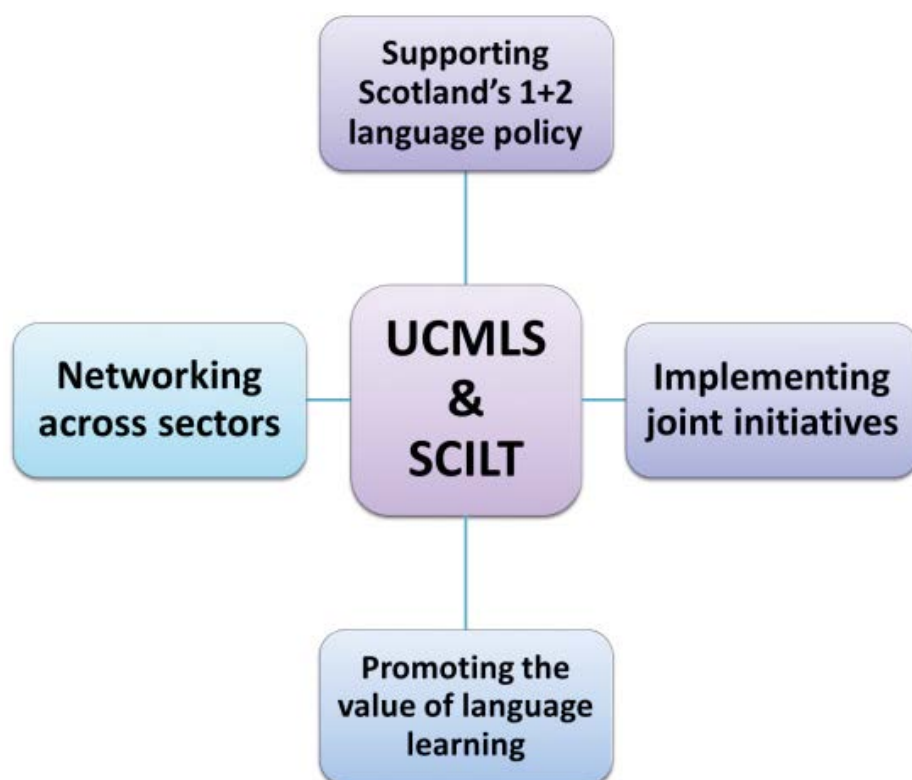 Supporting
Scotland’s 1+2
language policy
Networking
across sectors
UCMLS
&
SCILT
Implementing
joint initiatives
Promoting the
value of language
learning